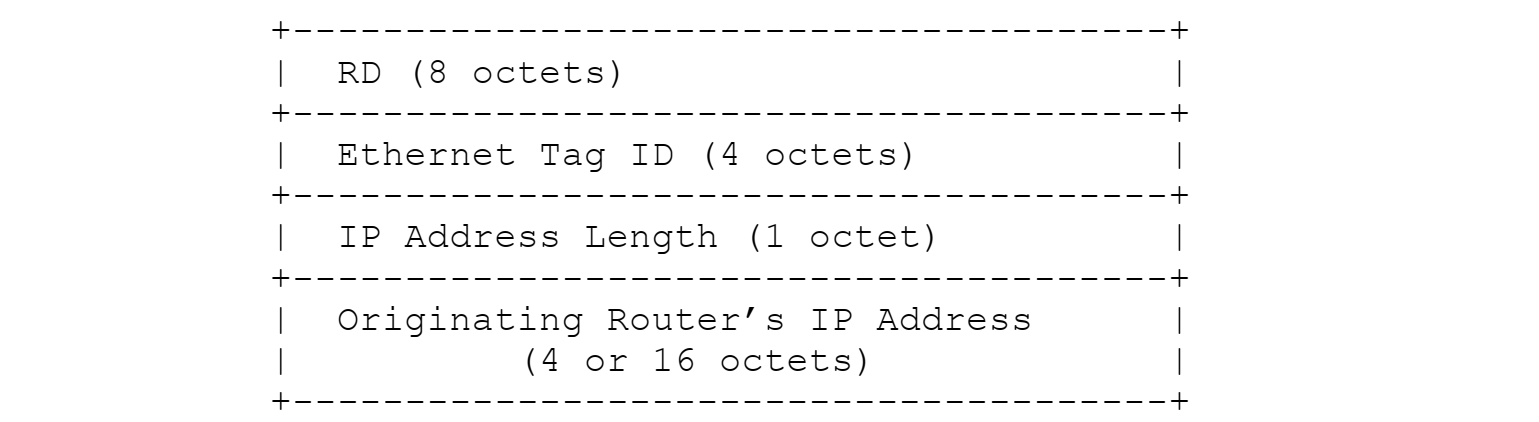 +---------------------------------------+
|  RD (8 octets)                        |
+---------------------------------------+
|  Ethernet Tag ID (4 octets)           |
+---------------------------------------+
|  IP Address Length (1 octet)          |
+---------------------------------------+
|  Originating Router’s IP Address      |
|          (4 or 16 octets)             |
+---------------------------------------+